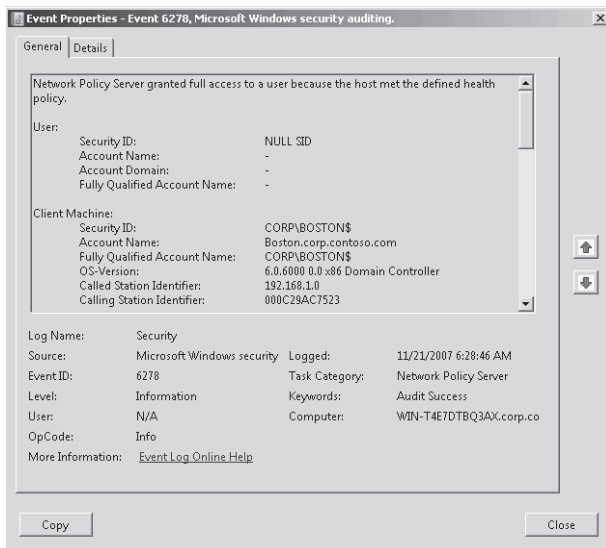 Event Properties - Event 6278, Microsoft Windows security auditing.
General
Details
Network Policy Server granted full access to a user because the host met the defined health
policy.
User:
Security ID: NULL SID
Account Name: -
Account Domain: -
Fully Qualified Account Name: -
Client Machine:
Security ID: CORP\BOSTON$
Account Name: Boston.corp.contoso.com
Fully Qualified Account Name: CORP\BOSTON$
OS-Version: 6.0.6000 0.0 x86 Domain Controller
Called Station Identifier: 192.168.1.0
Calling Station Identifier: 000C29AC7523
Log Name: Security
Source: Microsoft Windows security Logged: 11/21/2007 6:28:46 AM
Event ID: 6278 Task Category: Network Policy Server
Level: Information Keywords: Audit Success
User: N/A Computer: WIN-T4E7DTBQ3AX.corp.co
OpCode: Info
More Information: Event Log Online Help
Copy
Close